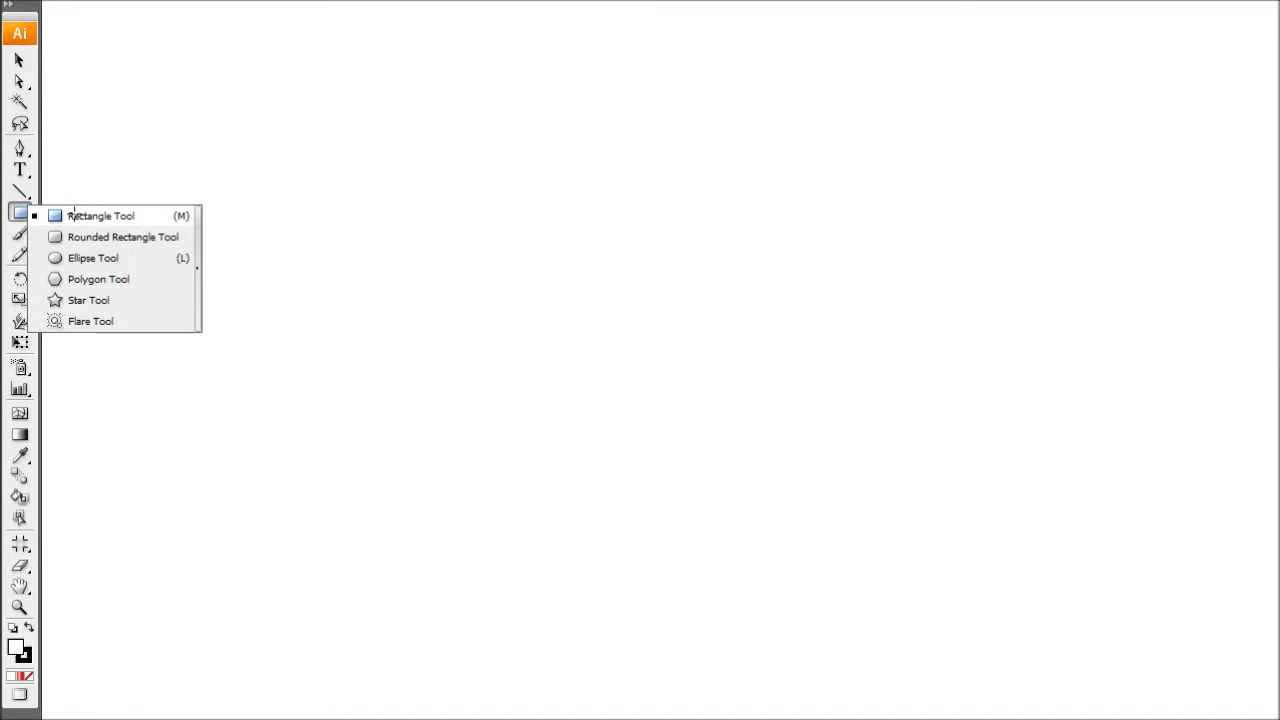 Ai
T
Rectangle Tool (M)
Rounded Rectangle Tool
Ellipse Tool (L)
Polygon Tool
Star Tool
Flare Tool